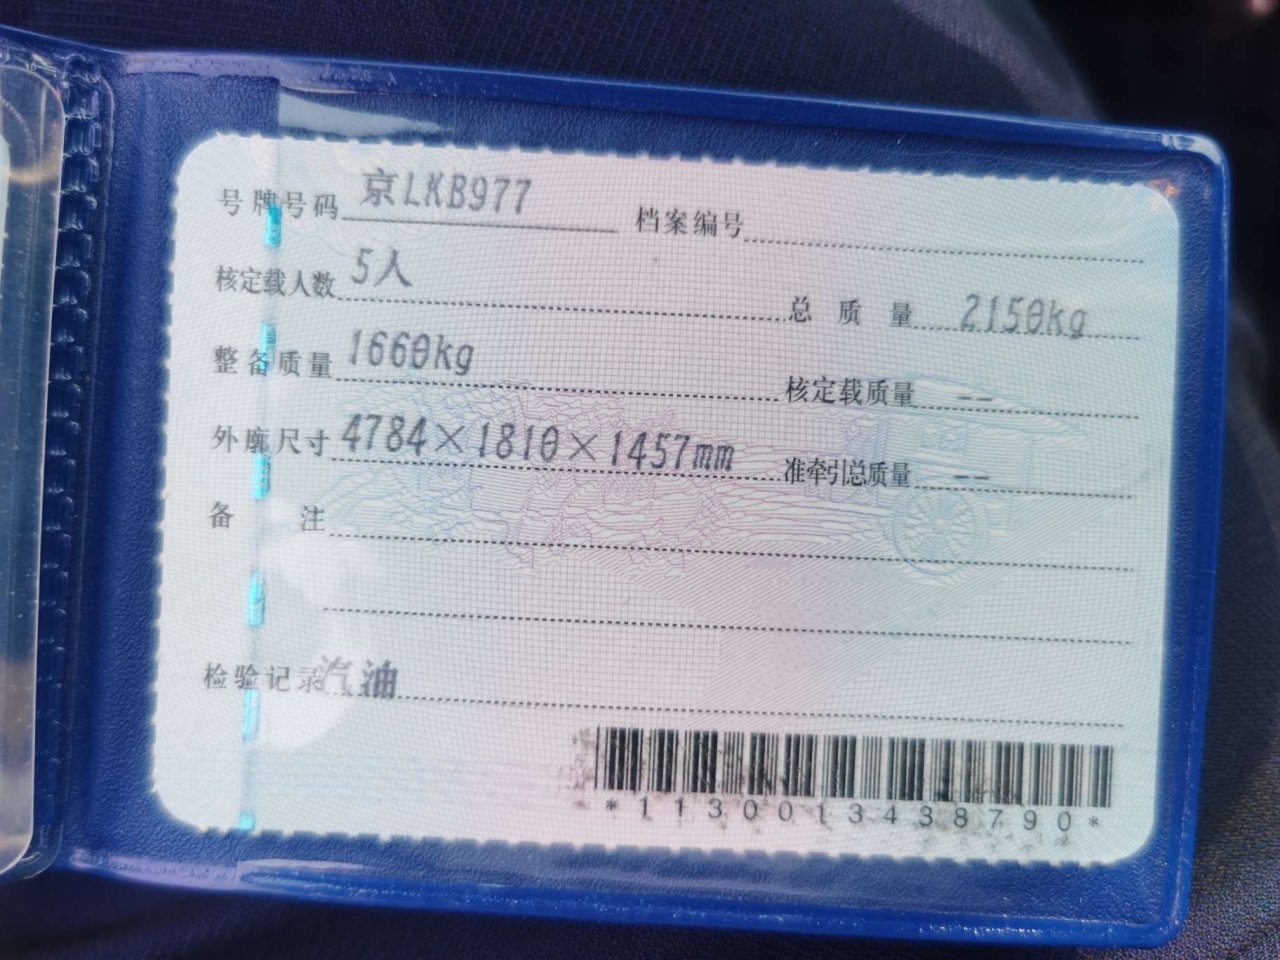 号牌号码 京LKB977 档案编号
核定载人数 5人 总质量 2150kg
整备质量 1660kg 核定载质量 --
外廓尺寸 4784×1810×1457mm 准牵引总质量 --
备注
检验记录 汽油
*1130013438790*